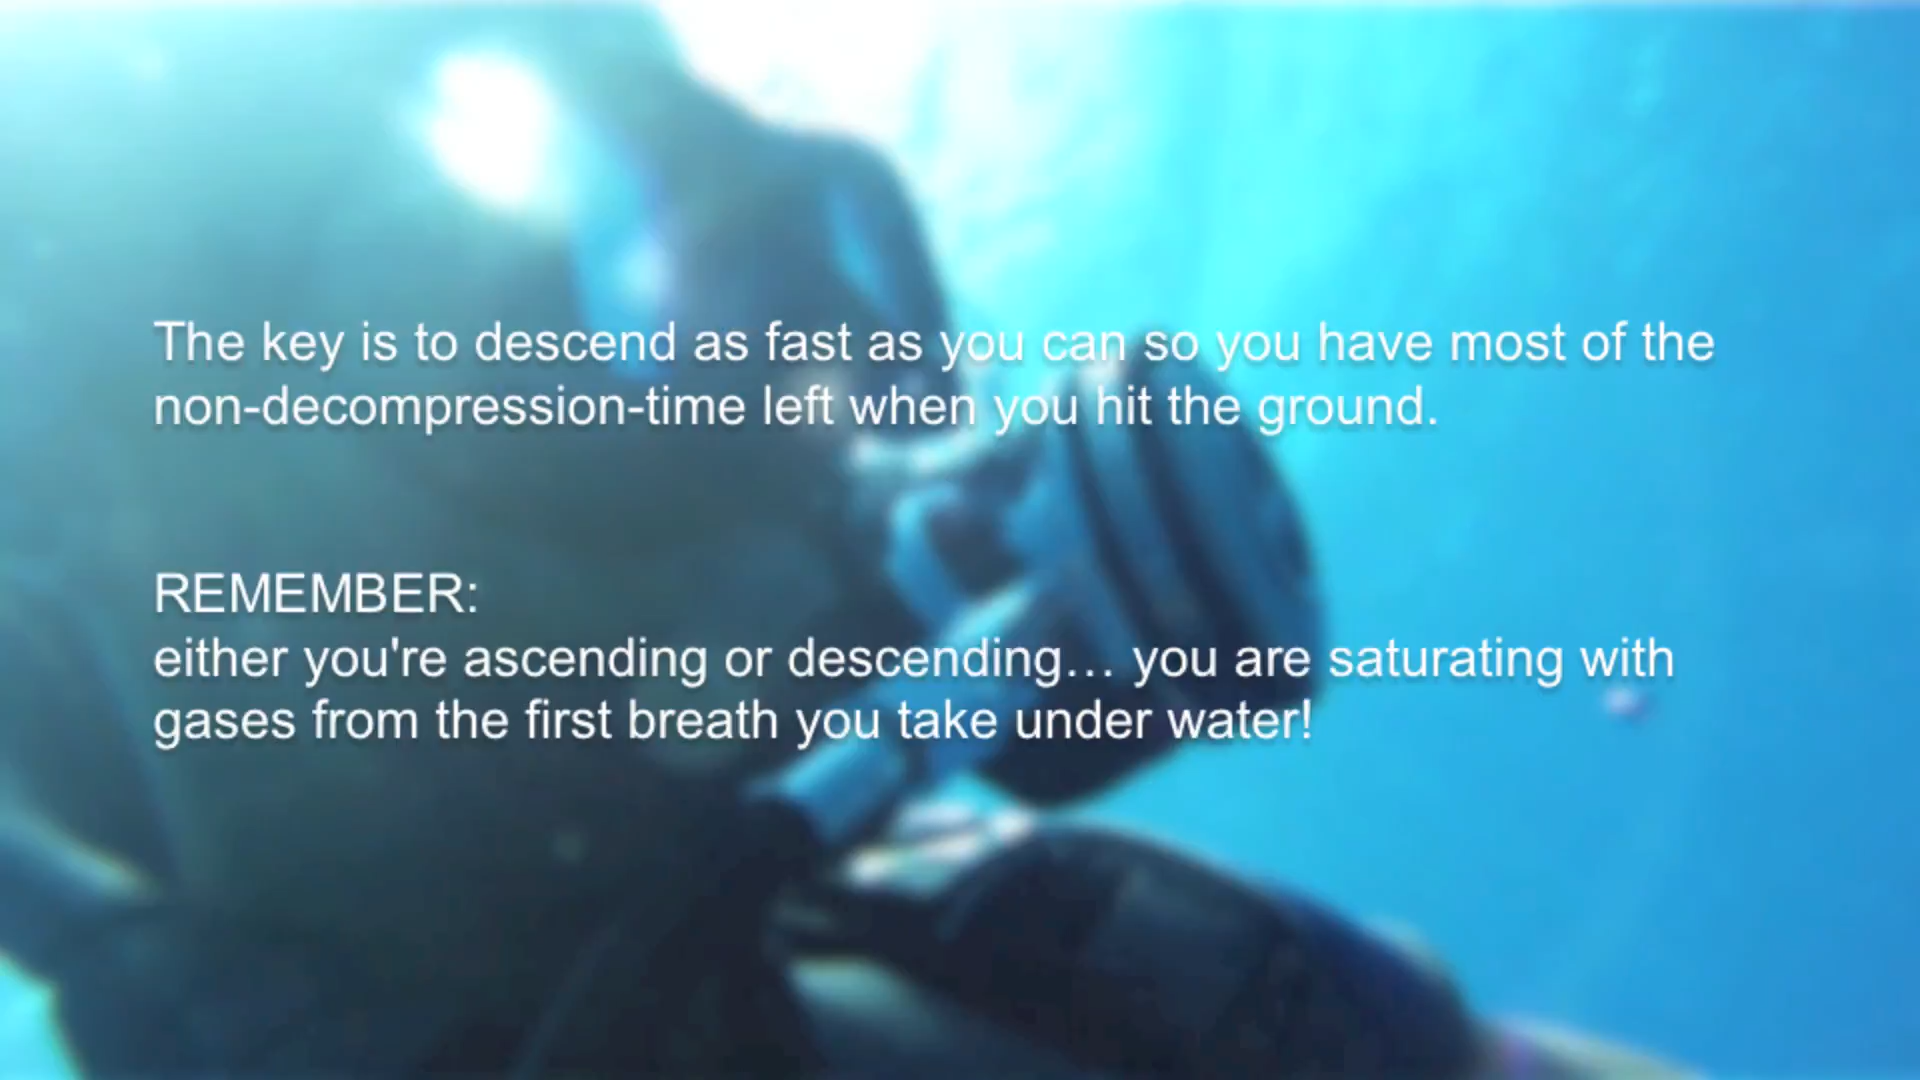 The key is to descend as fast as you can so you have most of the
non-decompression-time left when you hit the ground.
REMEMBER:
either you're ascending or descending… you are saturating with
gases from the first breath you take under water!